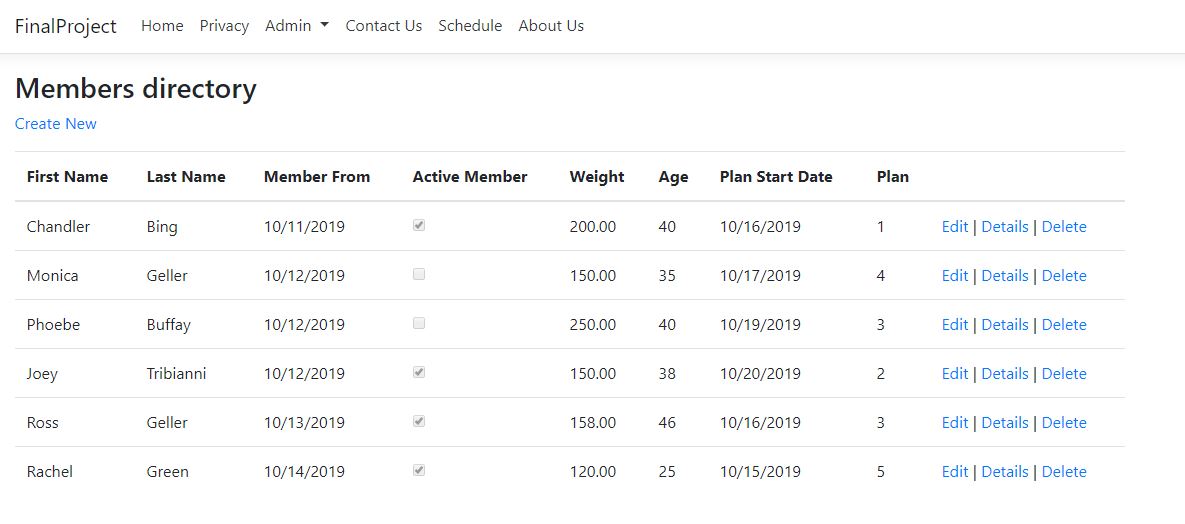 FinalProject Home Privacy Admin Contact Us Schedule About Us
Members directory
Create New
First Name Last Name Member From Active Member Weight Age Plan Start Date Plan
Chandler Bing 10/11/2019 200.00 40 10/16/2019 1 Edit | Details | Delete
Monica Geller 10/12/2019 150.00 35 10/17/2019 4 Edit | Details | Delete
Phoebe Buffay 10/12/2019 250.00 40 10/19/2019 3 Edit | Details | Delete
Joey Tribianni 10/12/2019 150.00 38 10/20/2019 2 Edit | Details | Delete
Ross Geller 10/13/2019 158.00 46 10/16/2019 3 Edit | Details | Delete
Rachel Green 10/14/2019 120.00 25 10/15/2019 5 Edit | Details | Delete